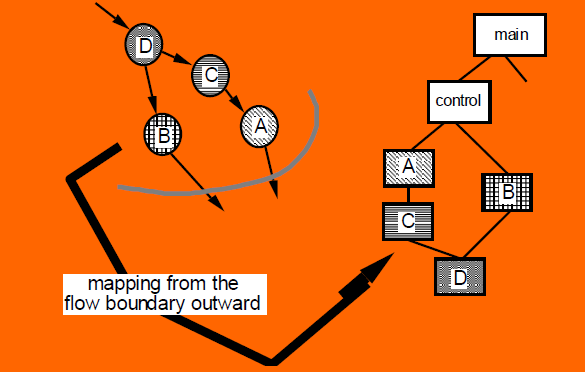 D
C
A
B
mapping from the
flow boundary outward
main
control
A
B
C
D